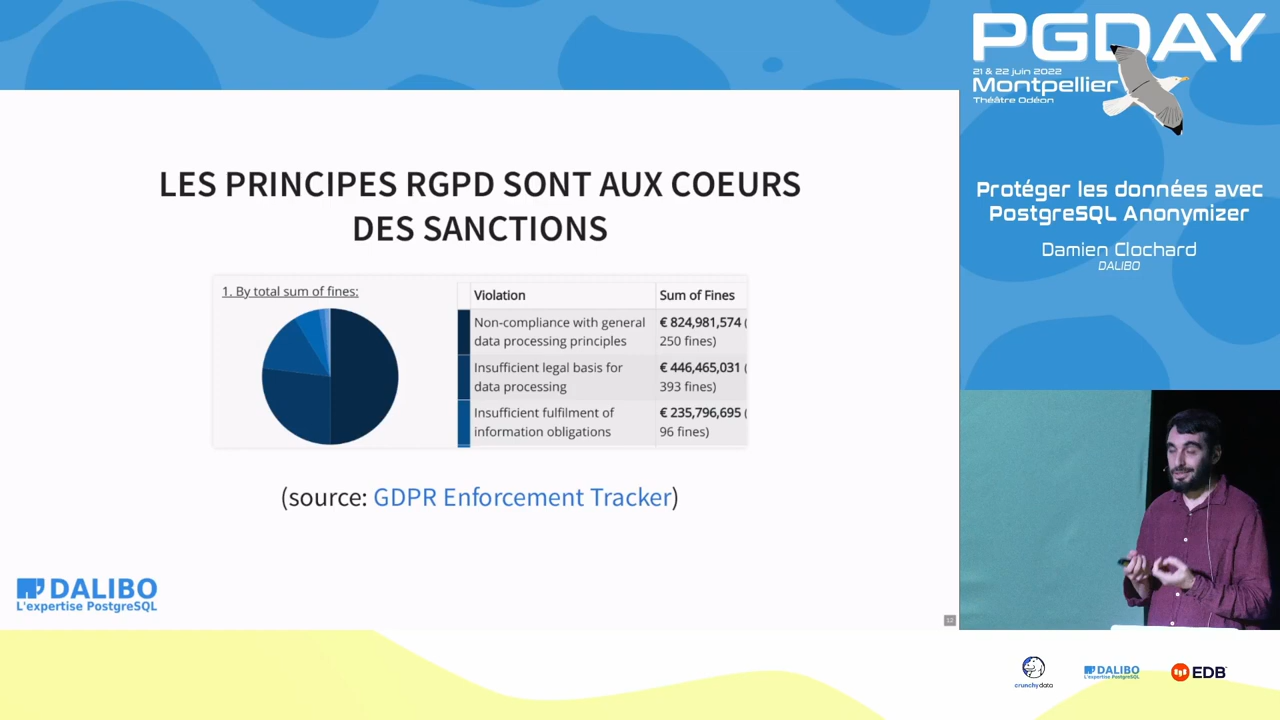 LES PRINCIPES RGPD SONT AUX COEURS
DES SANCTIONS
1. By total sum of fines:
Violation Sum of Fines
Non-compliance with general
data processing principles
€ 824,981,574 (
250 fines)
Insufficient legal basis for
data processing
€ 446,465,031 (
393 fines)
Insufficient fulfilment of
information obligations
€ 235,796,695 (
96 fines)
(source: GDPR Enforcement Tracker)
DALIBO
L'expertise PostgreSQL
12
PGDAY
21 & 22 juin 2022
Montpellier
Théâtre Odéon
Protéger les données avec
PostgreSQL Anonymizer
Damien Clochard
DALIBO
crunchydata
DALIBO
L'expertise PostgreSQL
EDB